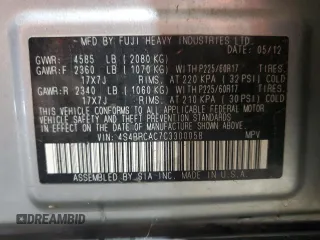 MFD BY FUJI HEAVY INDUSTRIES LTD.
DATE: 05/12
GVWR: 4585 LB (2080 KG)
GAWR:F 2360 LB (1070 KG) WITH P225/60R17 TIRES,
17X7J RIMS, AT 220 KPA (32 PSI) COLD
GAWR:R 2340 LB (1060 KG) WITH P225/60R17 TIRES,
17X7J RIMS, AT 210 KPA (30 PSI) COLD
THIS VEHICLE CONFORMS TO ALL APPLICABLE
FEDERAL MOTOR VEHICLE SAFETY, BUMPER, AND
THEFT PREVENTION STANDARDS IN EFFECT ON THE
DATE OF MANUFACTURE SHOWN ABOVE.
VIN: 4S4BRCAC7C3300058 MPV
ASSEMBLED BY SIA-INC. MADE IN U.S.A.
DREAMBID